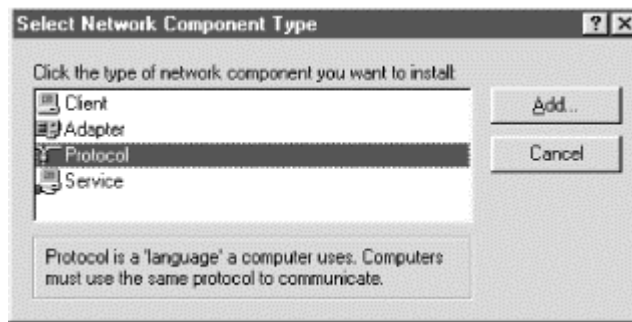 Select Network Component Type
Click the type of network component you want to install:
Client
Adapter
Protocol
Service
Add...
Cancel
Protocol is a 'language' a computer uses. Computers
must use the same protocol to communicate.